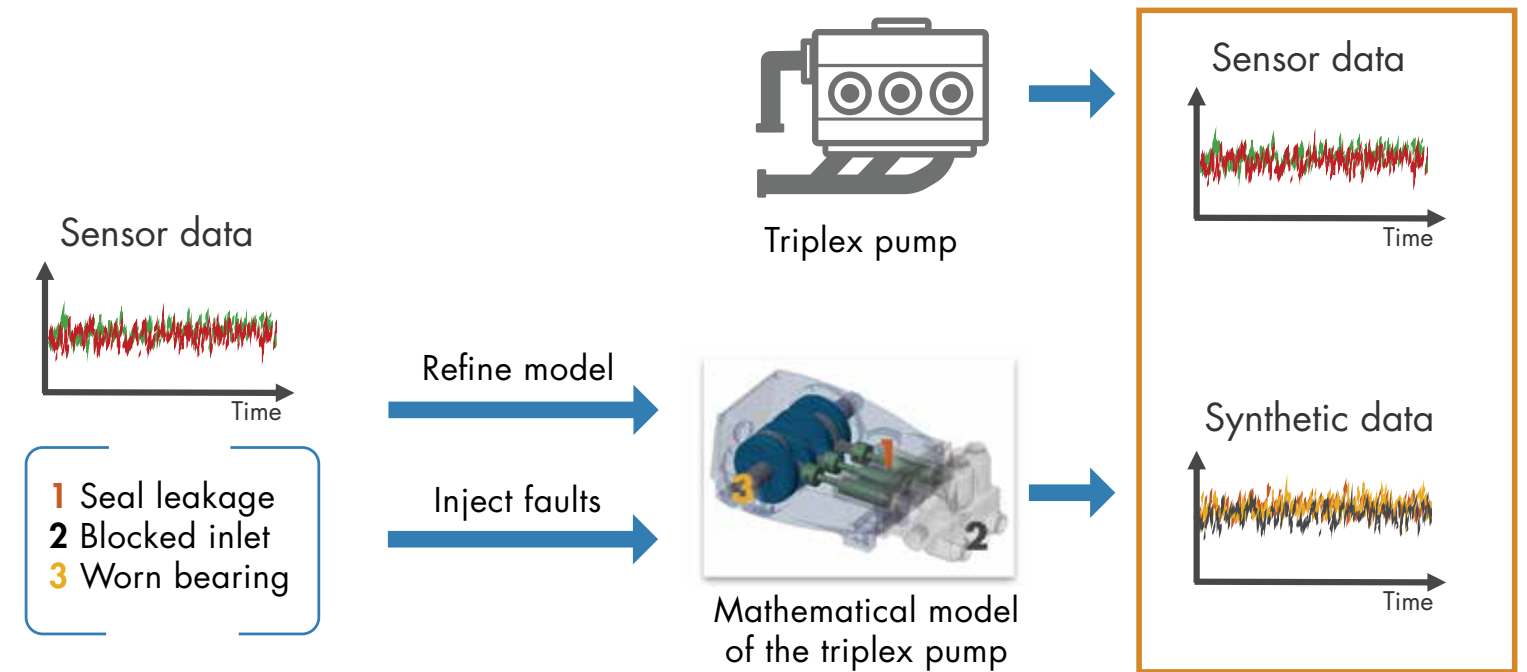 Sensor data
Time
1 Seal leakage
2 Blocked inlet
3 Worn bearing
Refine model
Inject faults
Triplex pump
1
3
2
Mathematical model
of the triplex pump
Sensor data
Time
Synthetic data
Time